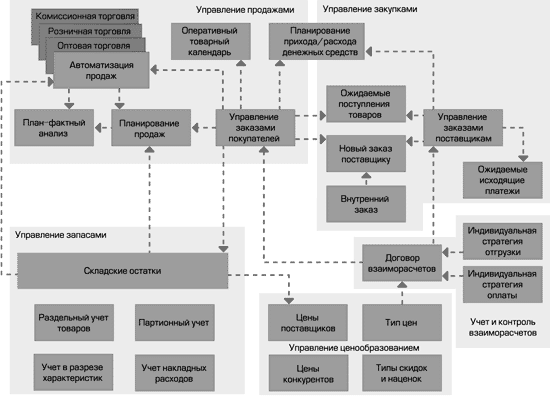 Управление продажами
Комиссионная торговля
Розничная торговля
Оптовая торговля
Автоматизация
продаж
Оперативный
товарный
календарь
План-фактный
анализ
Планирование
продаж
Управление
заказами
покупателей
Управление закупками
Планирование
прихода/расхода
денежных средств
Ожидаемые
поступления
товаров
Управление
заказами
поставщикам
Новый заказ
поставщику
Внутренний
заказ
Ожидаемые
исходящие
платежи
Управление запасами
Складские остатки
Раздельный учет
товаров
Партионный учет
Учет в разрезе
характеристик
Учет накладных
расходов
Договор
взаиморасчетов
Индивидуальная
стратегия
отгрузки
Индивидуальная
стратегия
оплаты
Учет и контроль
взаиморасчетов
Цены
поставщиков
Тип цен
Управление ценообразованием
Цены
конкурентов
Типы скидок
и наценок